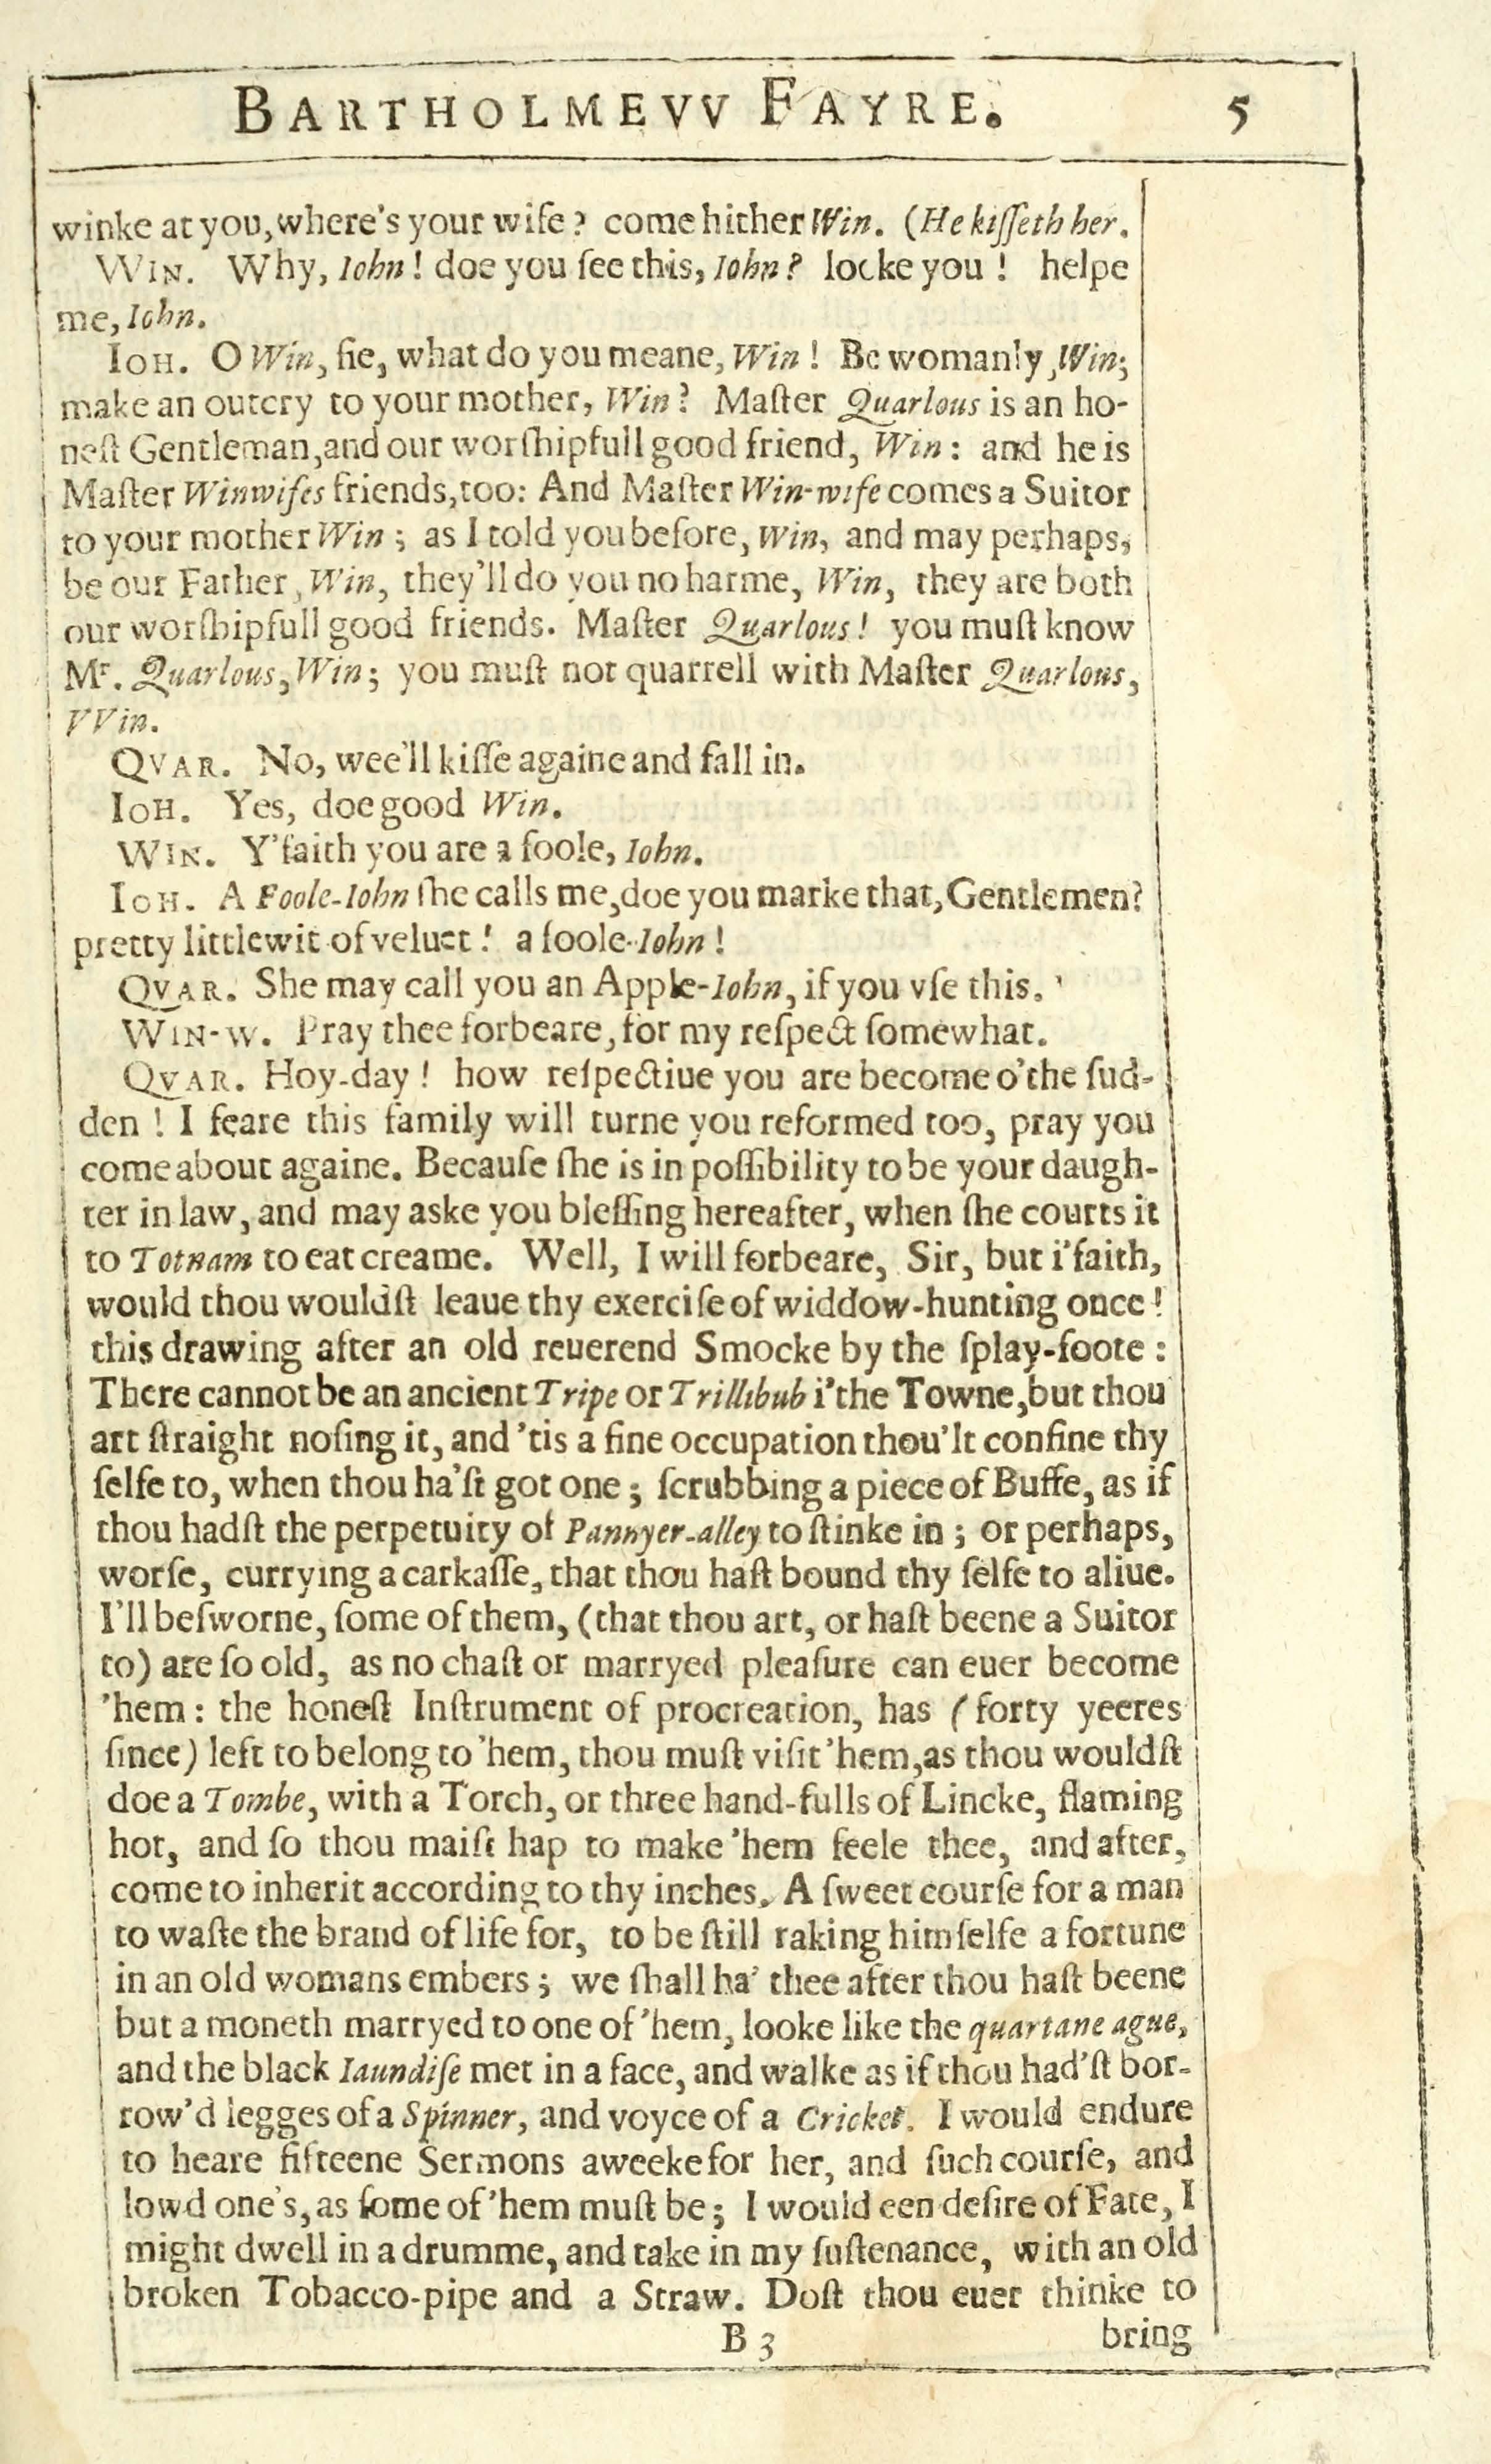 BARTHOLMEVV FAYRE. 5
winke at you, where's your wife? come hither Win. (He kiſſeth her.
WIN. Why, Iohn! doe you ſee this, Iohn? locke you! helpe
me, Iohn.
IOH. O Win, fie, what do you meane, Win! Be womanly, Win;
make an outcry to your mother, Win? Maſter Quarlous is an ho-
neſt Gentleman, and our worſhipfull good friend, Win: and he is
Maſter Winwifes friends, too: And Maſter Win-wife comes a Suitor
to your mother Win; as I told you before, Win, and may perhaps,
be our Father, Win, they'll do you no harme, Win, they are both
our worſhipfull good friends. Maſter Quarlous! you muſt know
Mr. Quarlous, Win; you muſt not quarrell with Maſter Quarlous,
VVin.
QVAR. No, wee'll kiſſe againe and fall in.
IOH. Yes, doe good Win.
WIN. Y'faith you are a foole, Iohn.
IOH. A Foole-Iohn ſhe calls me, doe you marke that, Gentlemen?
pretty littlewit of veluet! a foole-Iohn!
QVAR. She may call you an Apple-Iohn, if you vſe this.
WIN-W. Pray thee forbeare, for my reſpect ſomewhat.
QVAR. Hoy-day! how reſpectiue you are become o'the ſud-
den! I feare this family will turne you reformed too, pray you
come about againe. Becauſe ſhe is in poſſibility to be your daugh-
ter in law, and may aske you bleſſing hereafter, when ſhe courts it
to Totnam to eat creame. Well, I will forbeare, Sir, but i'faith,
would thou wouldſt leaue thy exerciſe of widdow-hunting once!
this drawing after an old reuerend Smocke by the ſplay-foote:
There cannot be an ancient Tripe or Trillibub i'the Towne, but thou
art ſtraight noſing it, and 'tis a fine occupation thou'lt confine thy
ſelfe to, when thou ha'ſt got one; ſcrubbing a piece of Buffe, as if
thou hadſt the perpetuity of Pannyer-alley to ſtinke in; or perhaps,
worſe, currying a carkaſſe, that thou haſt bound thy ſelfe to aliue.
I'll be ſworne, ſome of them, (that thou art, or haſt beene a Suitor
to) are ſo old, as no chaſt or marryed pleaſure can euer become
'hem: the honeſt Inſtrument of procreation, has (forty yeeres
ſince) left to belong to 'hem, thou muſt viſit 'hem, as thou wouldſt
doe a Tombe, with a Torch, or three hand-fulls of Lincke, flaming
hot, and ſo thou maiſt hap to make 'hem feele thee, and after,
come to inherit according to thy inches. A ſweet courſe for a man
to waſte the brand of life for, to be ſtill raking himſelfe a fortune
in an old womans embers; we ſhall ha' thee after thou haſt beene
but a moneth marryed to one of 'hem, looke like the quartane ague,
and the black Iaundiſe met in a face, and walke as if thou had'ſt bor-
row'd legges of a Spinner, and voyce of a Cricket. I would endure
to heare fifteene Sermons aweeke for her, and ſuch courſe, and
lowd one's, as ſome of 'hem muſt be; I would een deſire of Fate, I
might dwell in a drumme, and take in my ſuſtenance, with an old
broken Tobacco-pipe and a Straw. Doſt thou euer thinke to
B 3 bring